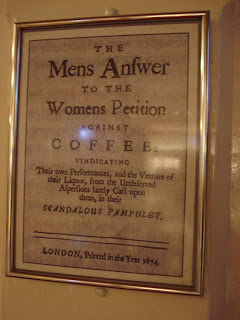 THE
Mens Answer
TO THE
Womens Petition
AGAINST
COFFEE:
VINDICATING
Their own Performances, and the Vertues of
their Liquor, from the Undeserved
Aspersions lately Cast upon
them, in their
SCANDALOUS PAMPHLET.
LONDON, Printed in the Year 1674.